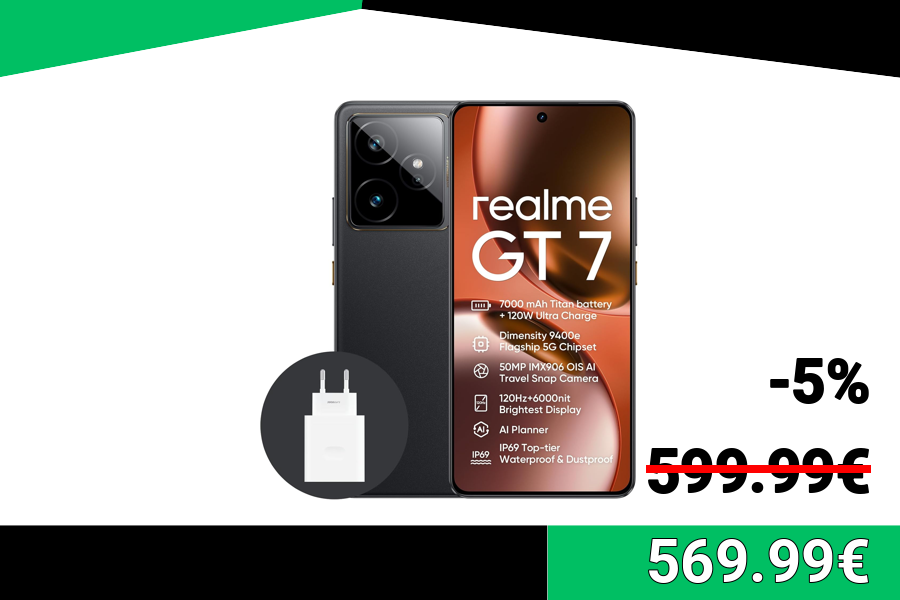 realme
GT 7
7000 mAh Titan battery
+ 120W Ultra Charge
Dimensity 9400e
Flagship 5G Chipset
50MP IMX906 OIS AI
Travel Snap Camera
120Hz+6000nit
Brightest Display
AI
AI Planner
IP69
IP69 Top-tier
Waterproof & Dustproof
-5%
599.99€
569.99€